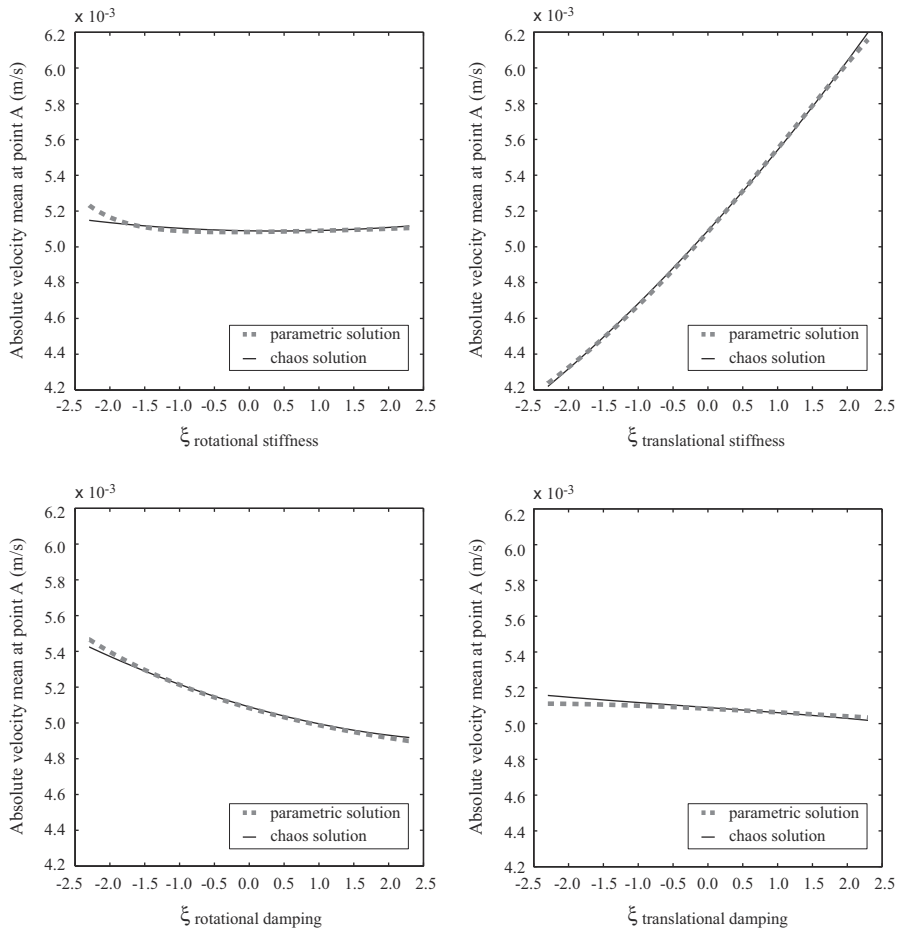 x 10-3
6.2
6.0
5.8
5.6
5.4
5.2
5.0
4.8
4.6
4.4
4.2
Absolute velocity mean at point A (m/s)
parametric solution
chaos solution
-2.5 -2.0 -1.0 -1.0 -0.5 0.0 0.5 1.0 1.5 2.0 2.5
ξ rotational stiffness
x 10-3
6.2
6.0
5.8
5.6
5.4
5.2
5.0
4.8
4.6
4.4
4.2
Absolute velocity mean at point A (m/s)
parametric solution
chaos solution
-2.5 -2.0 -1.0 -1.0 -0.5 0.0 0.5 1.0 1.5 2.0 2.5
ξ translational stiffness
x 10-3
6.2
6.0
5.8
5.6
5.4
5.2
5.0
4.8
4.6
4.4
4.2
Absolute velocity mean at point A (m/s)
parametric solution
chaos solution
-2.5 -2.0 -1.0 -1.0 -0.5 0.0 0.5 1.0 1.5 2.0 2.5
ξ rotational damping
x 10-3
6.2
6.0
5.8
5.6
5.4
5.2
5.0
4.8
4.6
4.4
4.2
Absolute velocity mean at point A (m/s)
parametric solution
chaos solution
-2.5 -2.0 -1.0 -1.0 -0.5 0.0 0.5 1.0 1.5 2.0 2.5
ξ translational damping